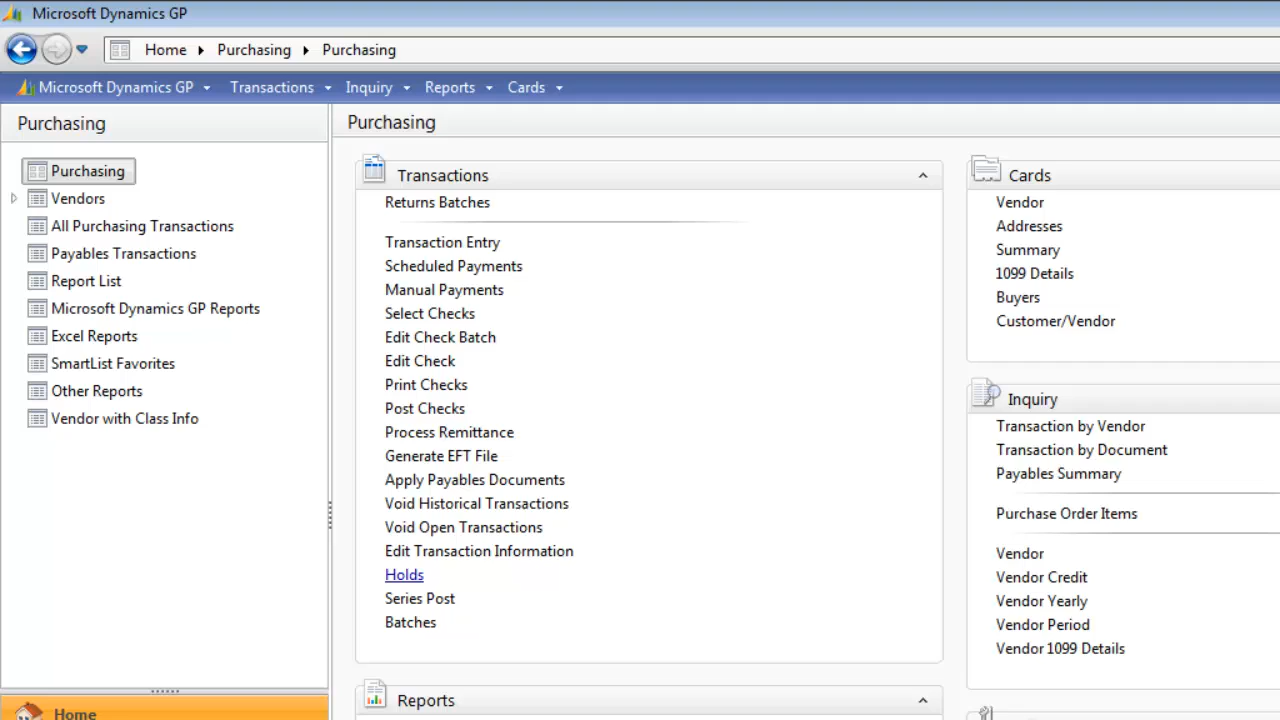 Microsoft Dynamics GP
Home Purchasing Purchasing
Microsoft Dynamics GP Transactions Inquiry Reports Cards
Purchasing
Purchasing
Vendors
All Purchasing Transactions
Payables Transactions
Report List
Microsoft Dynamics GP Reports
Excel Reports
SmartList Favorites
Other Reports
Vendor with Class Info
Home
Purchasing
Transactions
Returns Batches
Transaction Entry
Scheduled Payments
Manual Payments
Select Checks
Edit Check Batch
Edit Check
Print Checks
Post Checks
Process Remittance
Generate EFT File
Apply Payables Documents
Void Historical Transactions
Void Open Transactions
Edit Transaction Information
Holds
Series Post
Batches
Reports
Cards
Vendor
Addresses
Summary
1099 Details
Buyers
Customer/Vendor
Inquiry
Transaction by Vendor
Transaction by Document
Payables Summary
Purchase Order Items
Vendor
Vendor Credit
Vendor Yearly
Vendor Period
Vendor 1099 Details